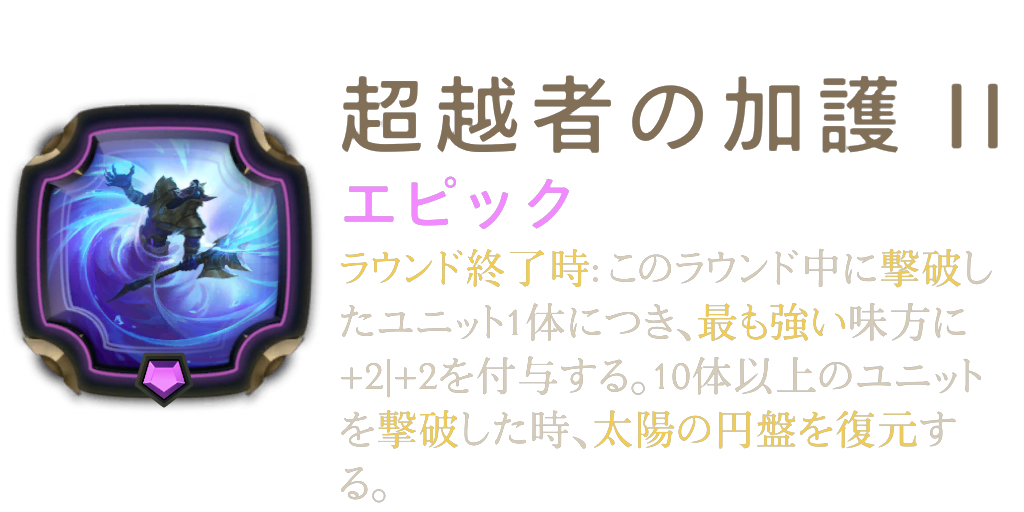 超越者の加護 II
エピック
ラウンド終了時: このラウンド中に撃破し
たユニット1体につき、最も強い味方に
+2|+2を付与する。10体以上のユニット
を撃破した時、太陽の円盤を復元す
る。